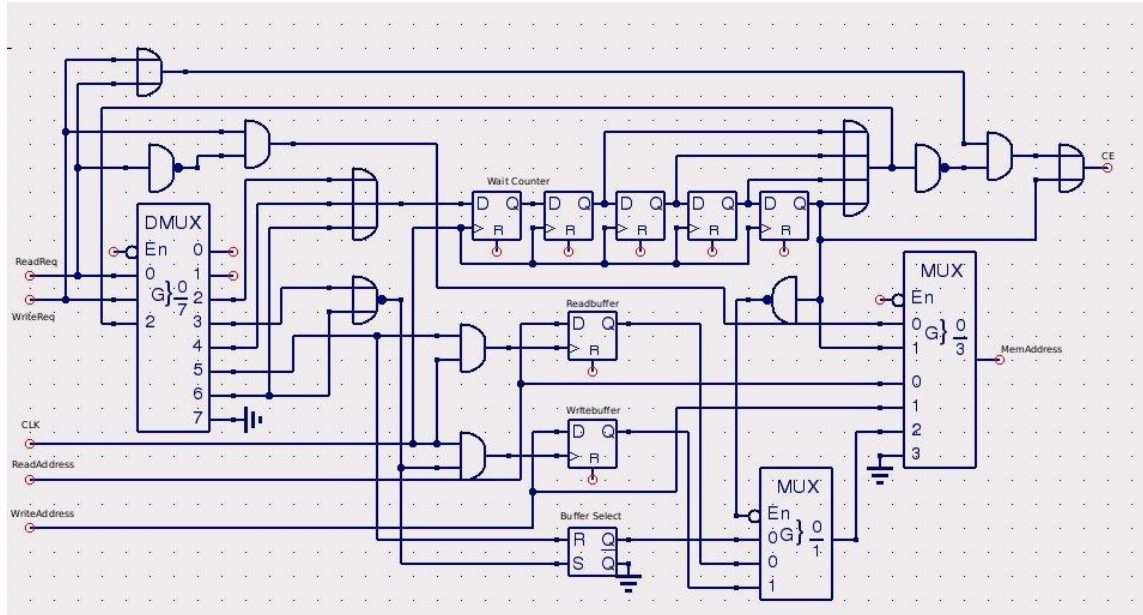 CE
Wait Counter
D Q
R
D Q
R
D Q
R
D Q
R
D Q
R
DMUX
En
0
G} 0/7
2
0
1
2
3
4
5
6
7
ReadReq
WriteReq
MUX
En
0
G} 0/3
1
0
1
2
3
MemAddress
Readbuffer
D Q
R
CLK
Writebuffer
D Q
R
ReadAddress
WriteAddress
MUX
En
0 G} 0/1
0
1
Buffer Select
R Q
S Q